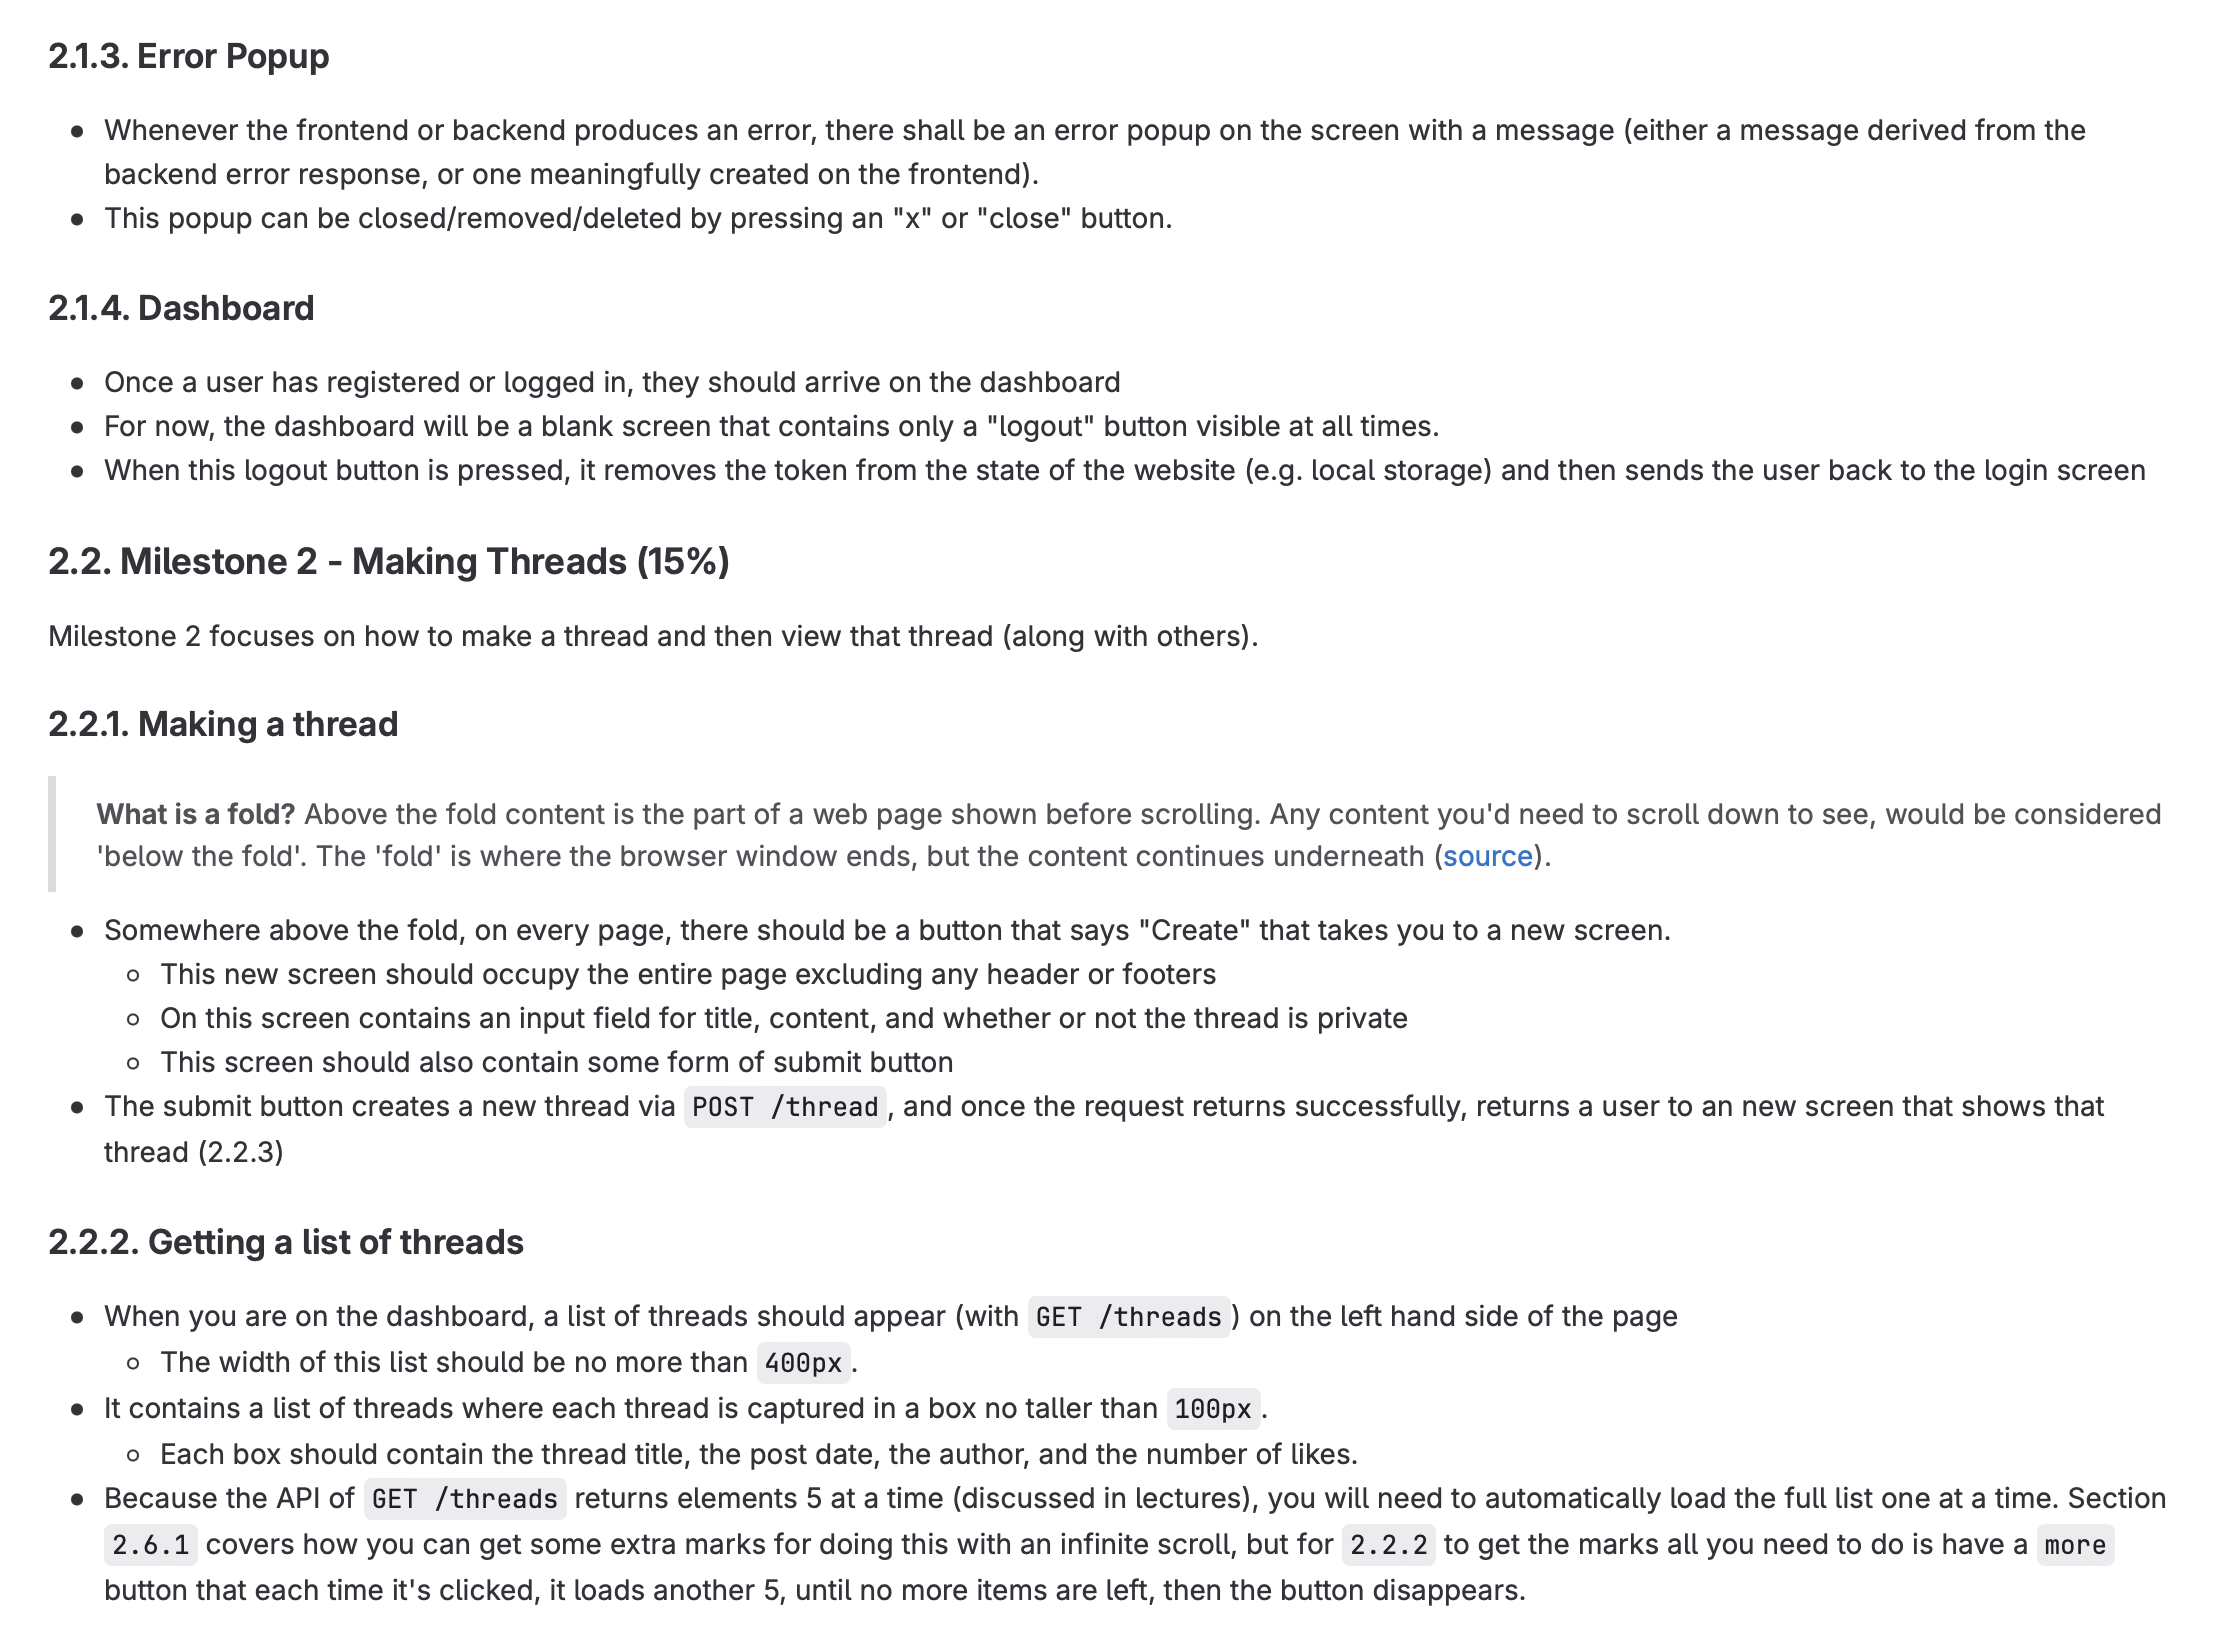 2.1.3. Error Popup
Whenever the frontend or backend produces an error, there shall be an error popup on the screen with a message (either a message derived from the
backend error response, or one meaningfully created on the frontend).
This popup can be closed/removed/deleted by pressing an "x" or "close" button.
2.1.4. Dashboard
Once a user has registered or logged in, they should arrive on the dashboard
For now, the dashboard will be a blank screen that contains only a "logout" button visible at all times.
When this logout button is pressed, it removes the token from the state of the website (e.g. local storage) and then sends the user back to the login screen
2.2. Milestone 2 - Making Threads (15%)
Milestone 2 focuses on how to make a thread and then view that thread (along with others).
2.2.1. Making a thread
What is a fold? Above the fold content is the part of a web page shown before scrolling. Any content you'd need to scroll down to see, would be considered
'below the fold'. The 'fold' is where the browser window ends, but the content continues underneath (source).
Somewhere above the fold, on every page, there should be a button that says "Create" that takes you to a new screen.
This new screen should occupy the entire page excluding any header or footers
On this screen contains an input field for title, content, and whether or not the thread is private
This screen should also contain some form of submit button
The submit button creates a new thread via POST /thread, and once the request returns successfully, returns a user to an new screen that shows that
thread (2.2.3)
2.2.2. Getting a list of threads
When you are on the dashboard, a list of threads should appear (with GET /threads) on the left hand side of the page
The width of this list should be no more than 400px.
It contains a list of threads where each thread is captured in a box no taller than 100px.
Each box should contain the thread title, the post date, the author, and the number of likes.
Because the API of GET /threads returns elements 5 at a time (discussed in lectures), you will need to automatically load the full list one at a time. Section
2.6.1 covers how you can get some extra marks for doing this with an infinite scroll, but for 2.2.2 to get the marks all you need to do is have a more
button that each time it's clicked, it loads another 5, until no more items are left, then the button disappears.